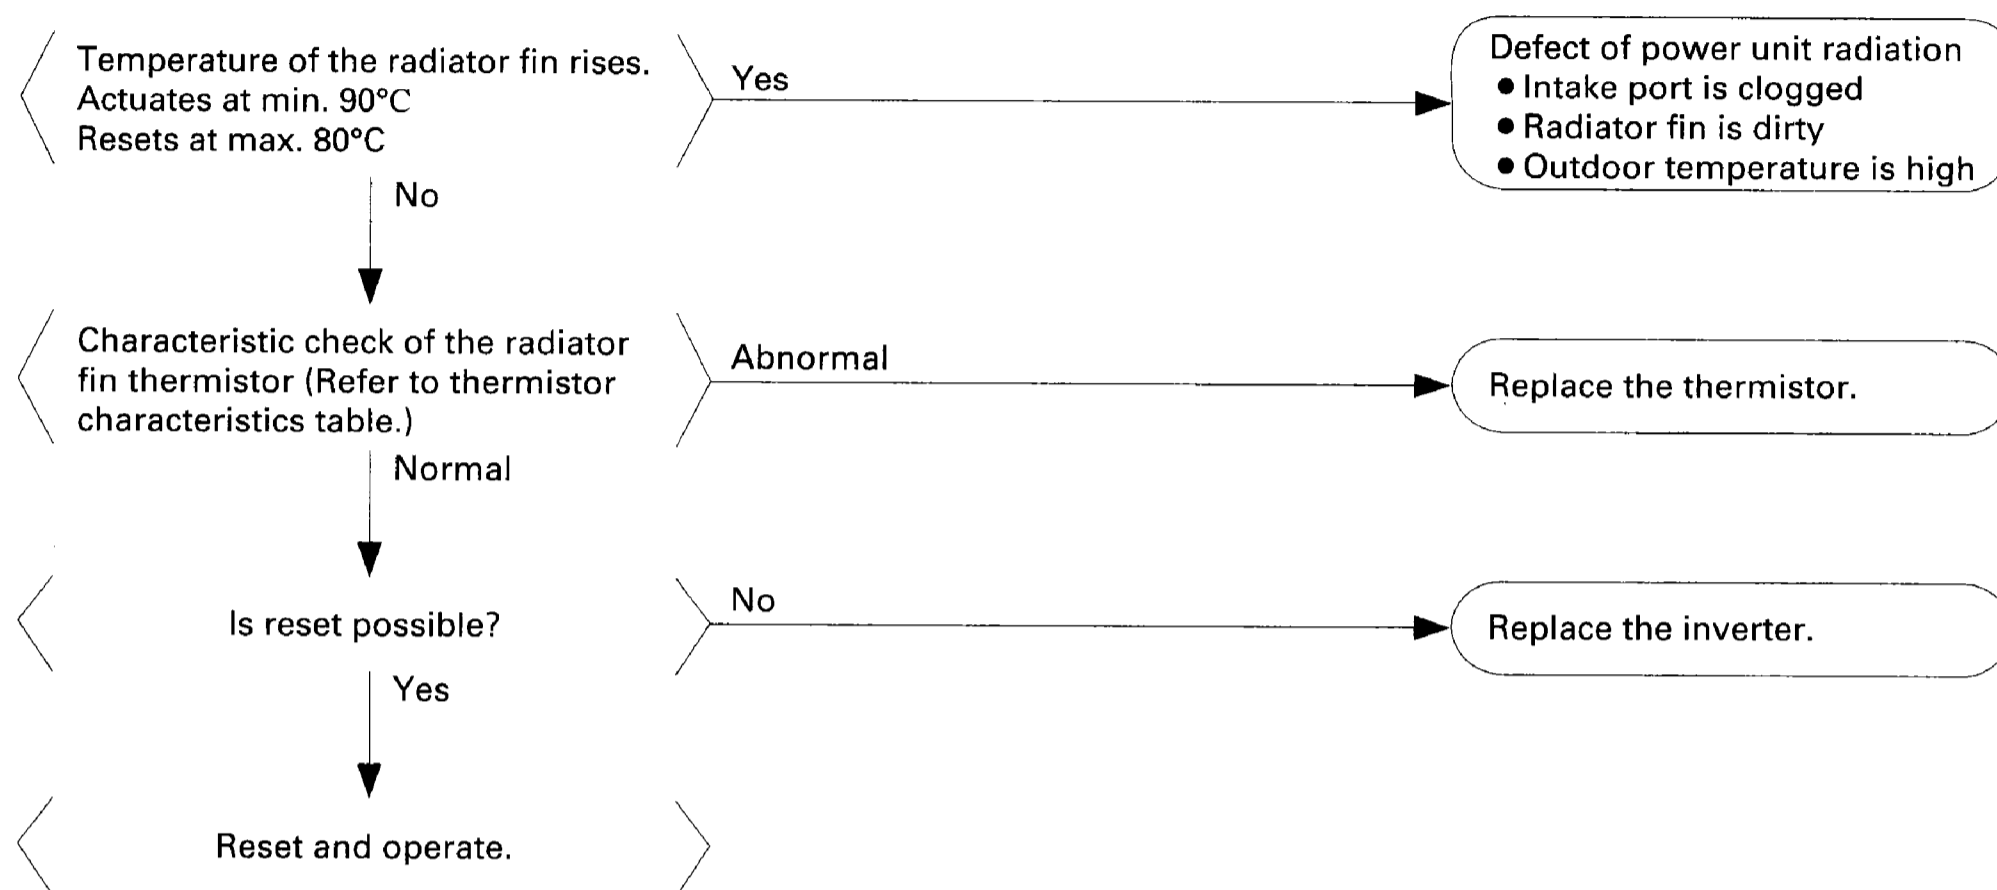 Temperature of the radiator fin rises.
Actuates at min. 90°C
Resets at max. 80°C
Yes
Defect of power unit radiation
● Intake port is clogged
● Radiator fin is dirty
● Outdoor temperature is high
No
Characteristic check of the radiator
fin thermistor (Refer to thermistor
characteristics table.)
Abnormal
Replace the thermistor.
Normal
Is reset possible?
No
Replace the inverter.
Yes
Reset and operate.